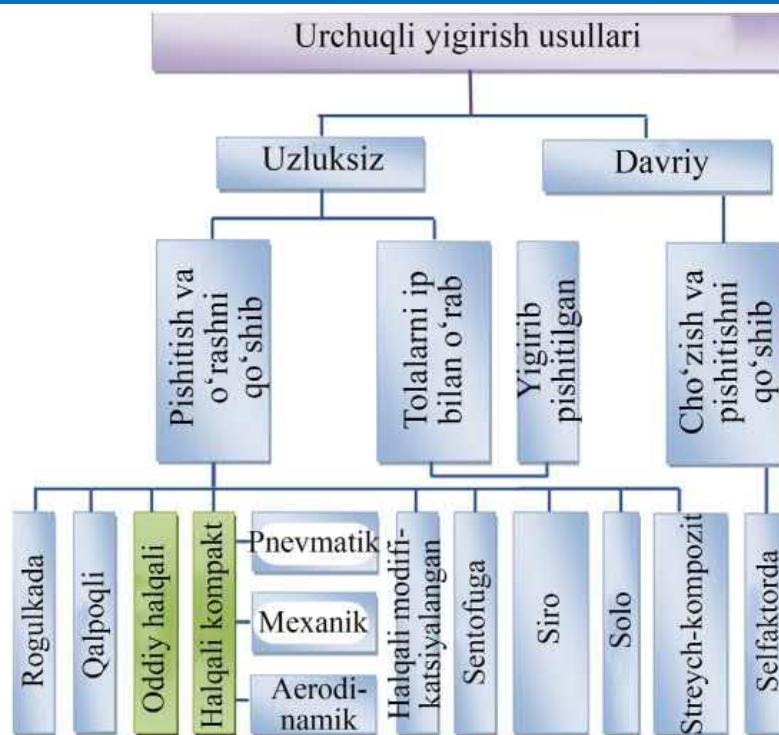 Urchuqli yigirish usullari
Uzluksiz
Davriy
Pishitish va
o‘rashni
qo‘shib
Tolalarni ip
bilan o‘rab
Yigirib
pishitilgan
Cho‘zish va
pishitishni
qo‘shib
Rogulkada
Qalpoqli
Oddiy halqali
Halqali kompakt
Pnevmatik
Mexanik
Aerodi-
namik
Halqali modifi-
katsiyalangan
Sentofuga
Siro
Solo
Streych-kompozit
Selfaktorda